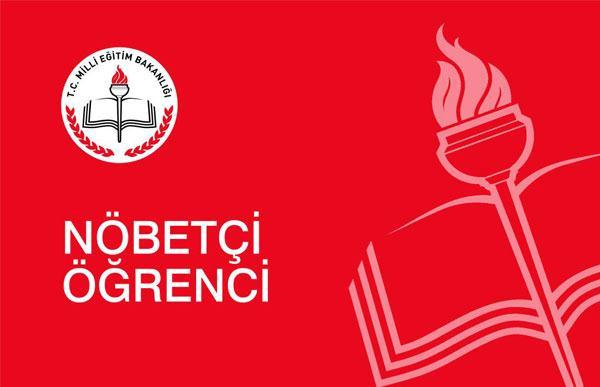 T.C. MİLLİ EĞİTİM BAKANLIĞI
NÖBETÇİ
ÖĞRENCİ